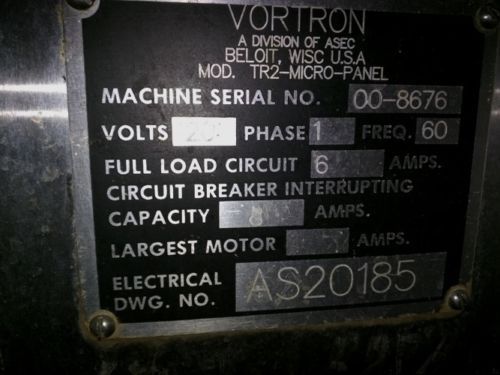 VORTRON
A DIVISION OF ASEC
BELOIT, WISC U.S.A
MOD. TR2-MICRO-PANEL
MACHINE SERIAL NO. 00-8676
VOLTS PHASE 1 FREQ. 60
FULL LOAD CIRCUIT 6 AMPS.
CIRCUIT BREAKER INTERRUPTING
CAPACITY 8 AMPS.
LARGEST MOTOR AMPS.
ELECTRICAL
DWG. NO. AS20185